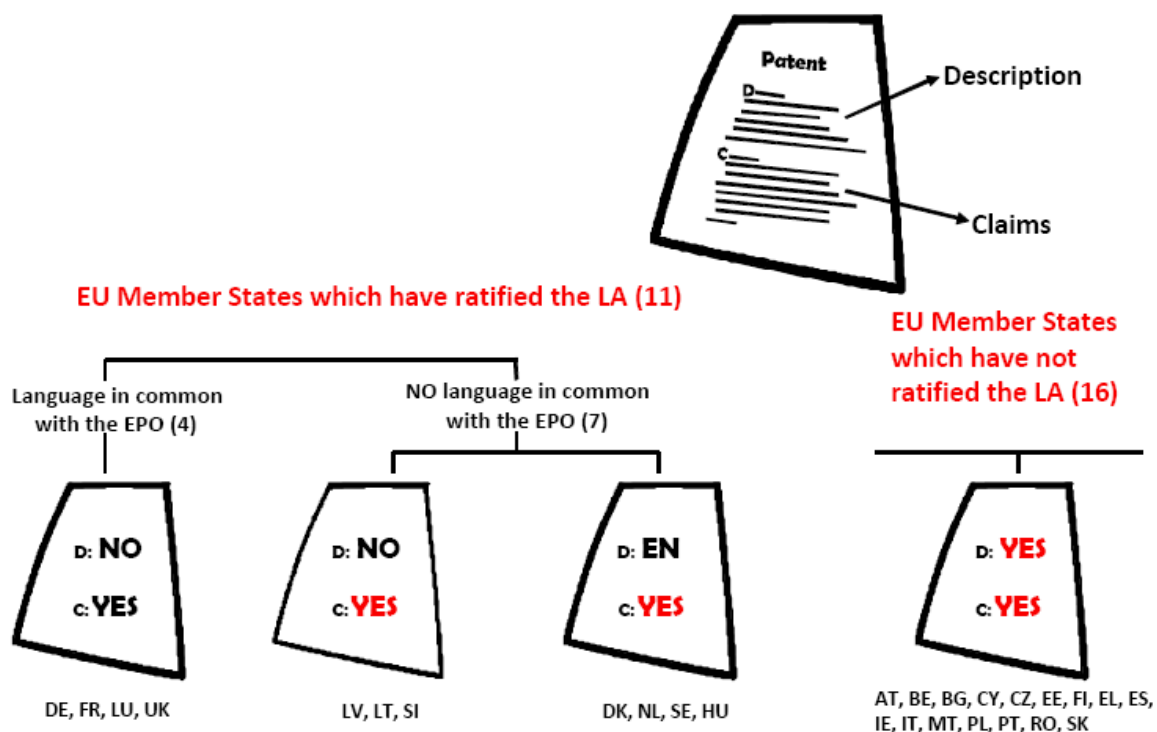 Patent
D
Description
C
Claims
EU Member States which have ratified the LA (11)
EU Member States
which have not
ratified the LA (16)
Language in common
with the EPO (4)
NO language in common
with the EPO (7)
D: NO
C: YES
D: NO
C: YES
D: EN
C: YES
D: YES
C: YES
DE, FR, LU, UK
LV, LT, SI
DK, NL, SE, HU
AT, BE, BG, CY, CZ, EE, FI, EL, ES,
IE, IT, MT, PL, PT, RO, SK